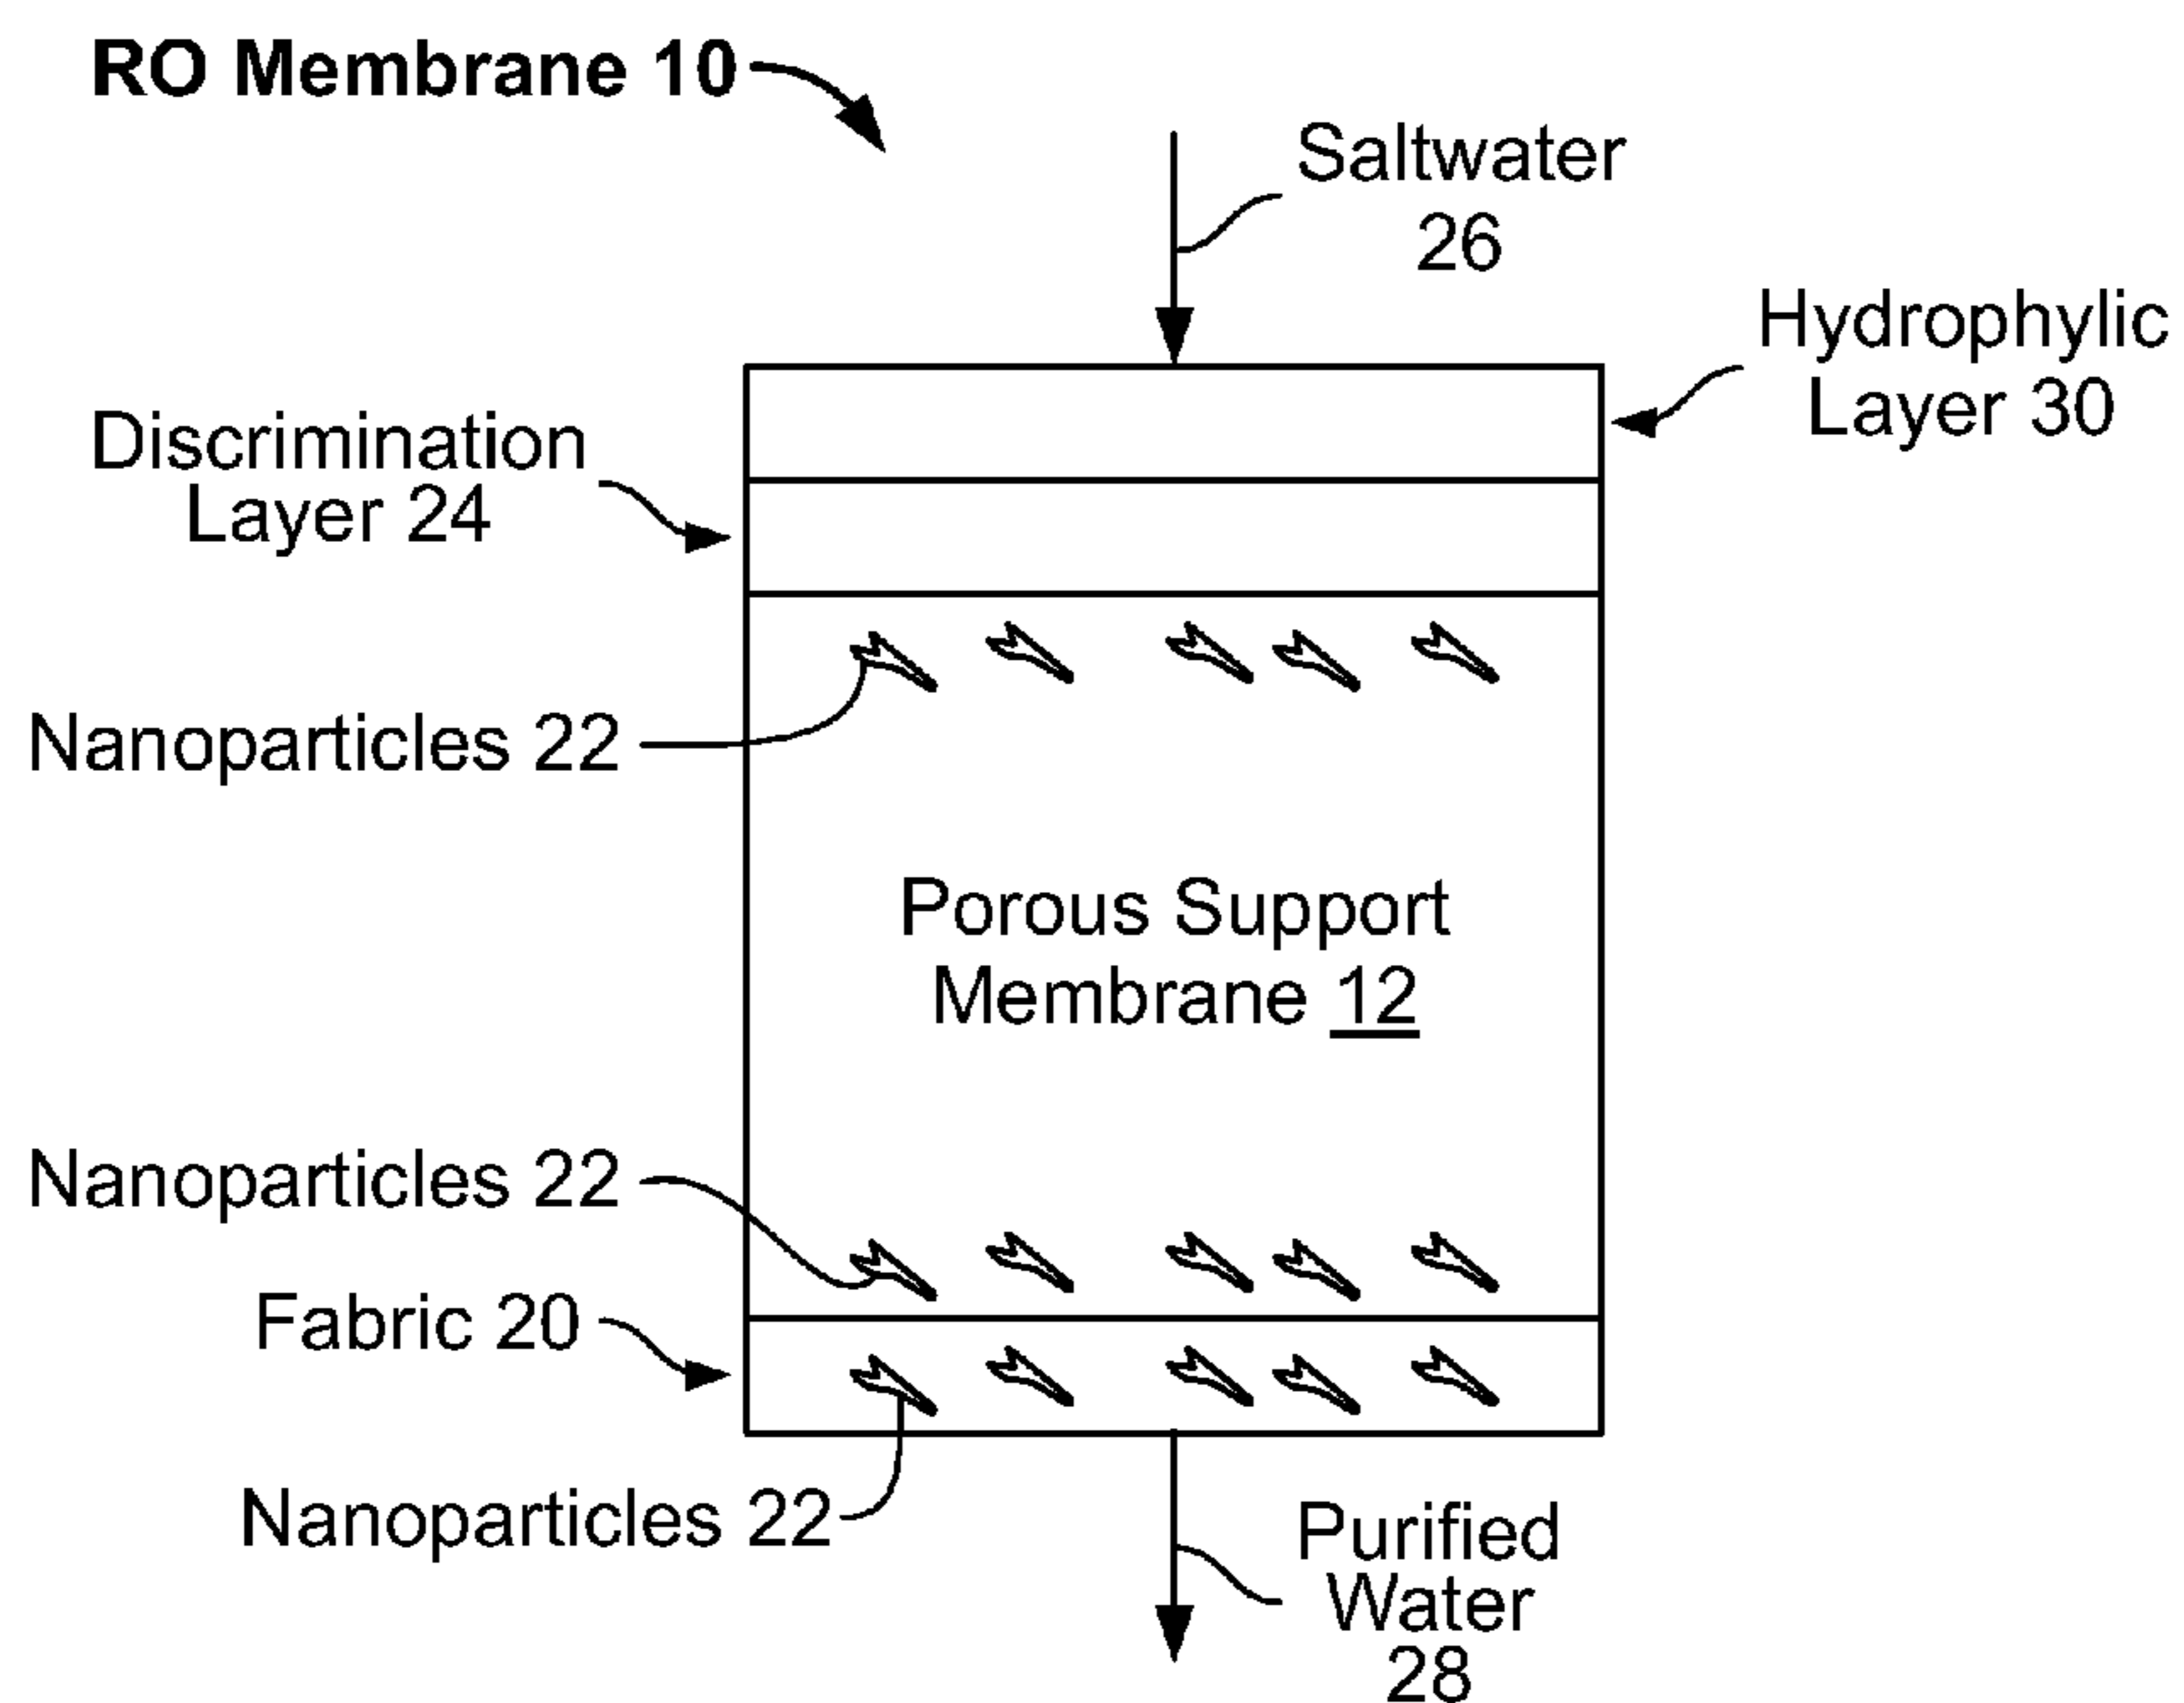 RO Membrane 10
Saltwater
26
Hydrophylic
Layer 30
Discrimination
Layer 24
Nanoparticles 22
Porous Support
Membrane 12
Nanoparticles 22
Fabric 20
Nanoparticles 22
Purified
Water
28